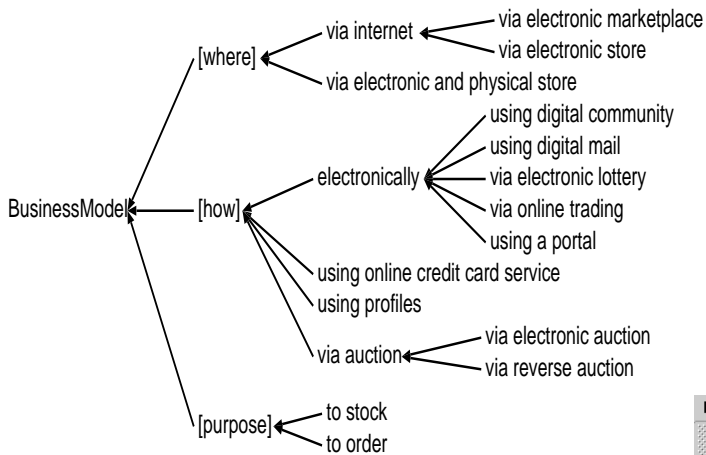 via electronic marketplace
via internet
via electronic store
[where]
via electronic and physical store
using digital community
using digital mail
electronically
via electronic lottery
via online trading
using a portal
BusinessModel
[how]
using online credit card service
using profiles
via electronic auction
via auction
via reverse auction
to stock
[purpose]
to order